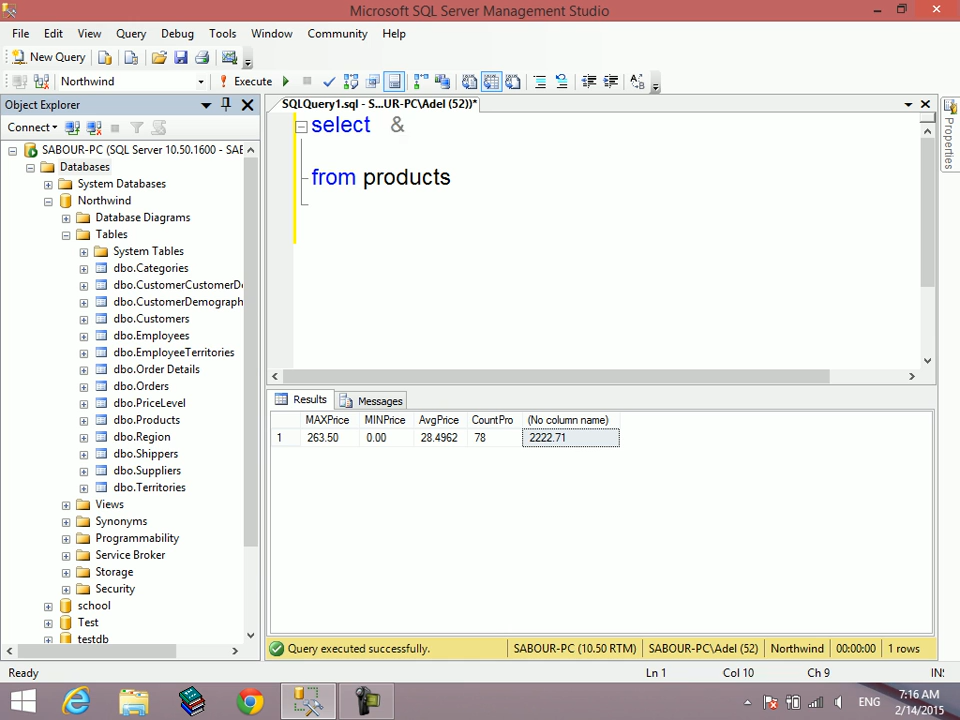 Microsoft SQL Server Management Studio
File Edit View Query Debug Tools Window Community Help
New Query
Northwind Execute
Object Explorer
SQLQuery1.sql - S...UR-PC\Adel (52))*
Properties
Connect
select &
from products
SABOUR-PC (SQL Server 10.50.1600 - SAB
Databases
System Databases
Northwind
Database Diagrams
Tables
System Tables
dbo.Categories
dbo.CustomerCustomerD
dbo.CustomerDemograph
dbo.Customers
dbo.Employees
dbo.EmployeeTerritories
dbo.Order Details
dbo.Orders
dbo.PriceLevel
dbo.Products
dbo.Region
dbo.Shippers
dbo.Suppliers
dbo.Territories
Views
Synonyms
Programmability
Service Broker
Storage
Security
school
Test
testdb
Results Messages
MAXPrice MINPrice AvgPrice CountPro (No column name)
1 263.50 0.00 28.4962 78 2222.71
Query executed successfully. SABOUR-PC (10.50 RTM) SABOUR-PC\Adel (52) Northwind 00:00:00 1 rows
Ready Ln 1 Col 10 Ch 9 INS
ENG
7:16 AM
2/14/2015